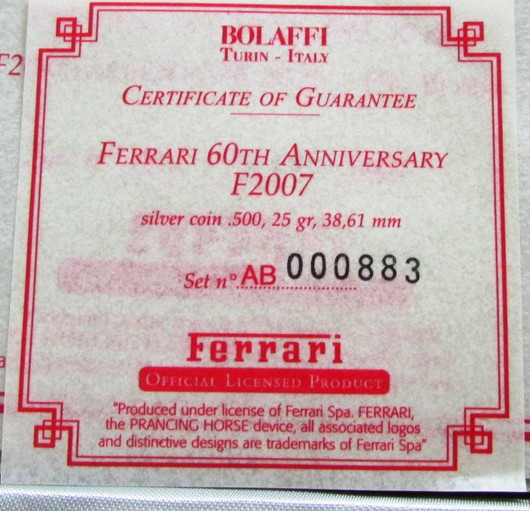 BOLAFFI
TURIN - ITALY
CERTIFICATE OF GUARANTEE
FERRARI 60TH ANNIVERSARY
F2007
silver coin .500, 25 gr, 38,61 mm
Set n° AB 000883
Ferrari
OFFICIAL LICENSED PRODUCT
"Produced under license of Ferrari Spa. FERRARI,
the PRANCING HORSE device, all associated logos
and distinctive designs are trademarks of Ferrari Spa"
F2